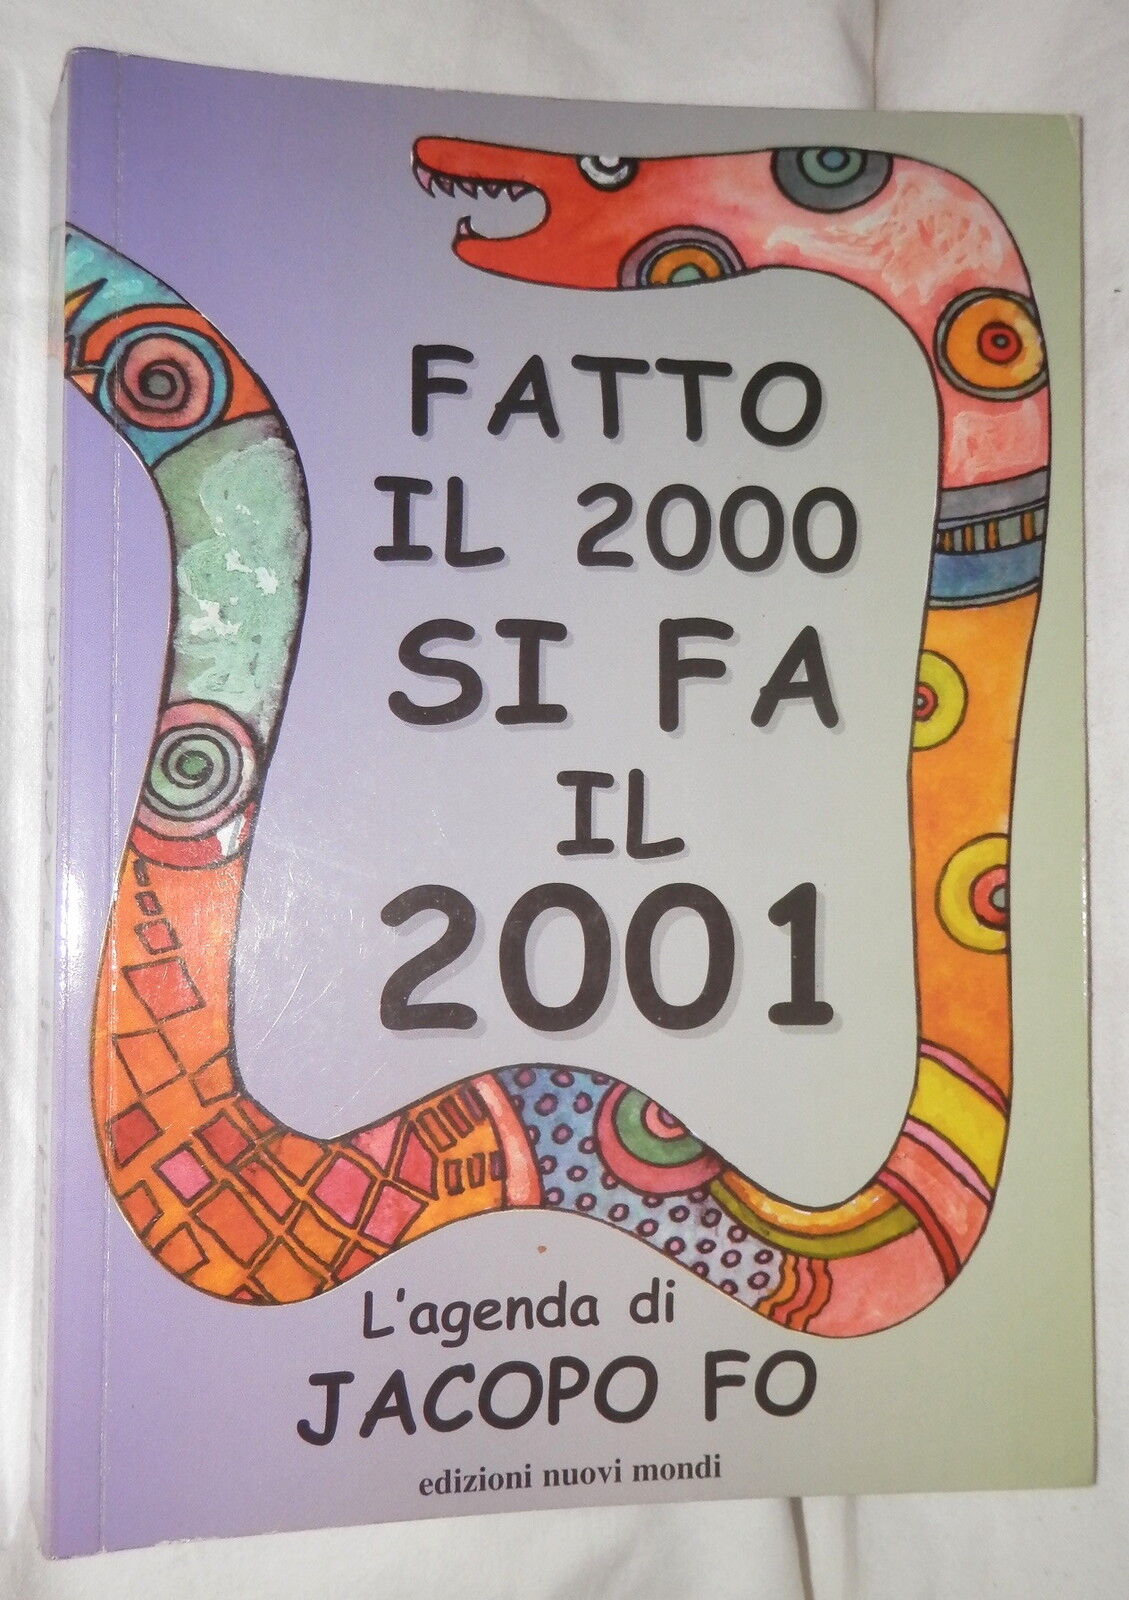 FATTO
IL 2000
SI FA
IL
2001
L'agenda di
JACOPO FO
edizioni nuovi mondi